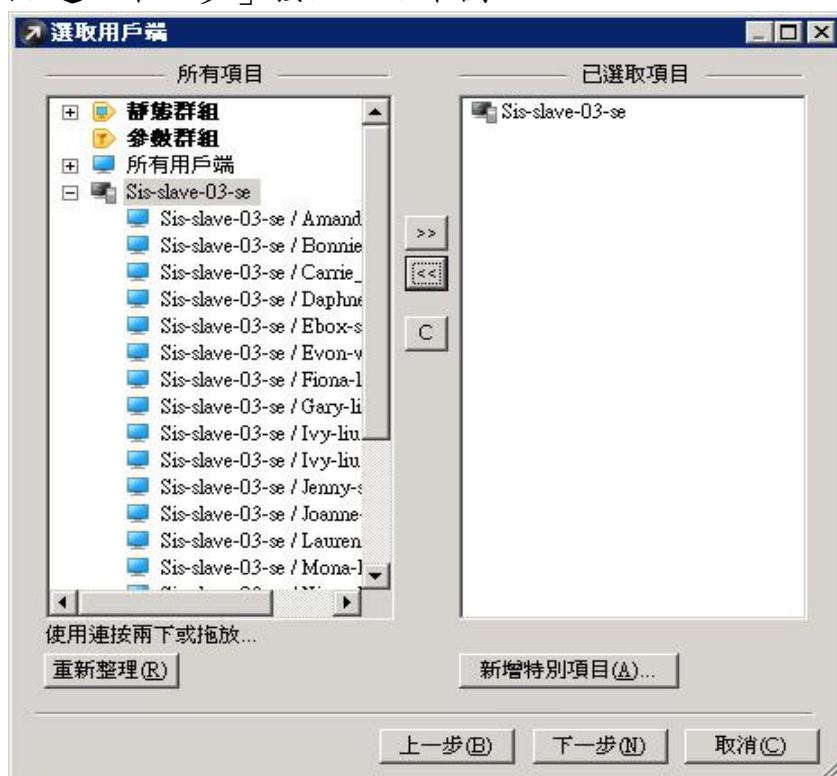 選取用戶端
所有項目
已選取項目
靜態群組
參數群組
所有用戶端
Sis-slave-03-se
Sis-slave-03-se / Amand
Sis-slave-03-se / Bonnie
Sis-slave-03-se / Carrie_
Sis-slave-03-se / Daphne
Sis-slave-03-se / Ebox-s
Sis-slave-03-se / Evon-v
Sis-slave-03-se / Fiona-l
Sis-slave-03-se / Gary-li
Sis-slave-03-se / Ivy-liu
Sis-slave-03-se / Ivy-liu
Sis-slave-03-se / Jenny-s
Sis-slave-03-se / Joanne-
Sis-slave-03-se / Lauren
Sis-slave-03-se / Mona-l
>>
<<
C
Sis-slave-03-se
使用連按兩下或拖放...
重新整理(R)
新增特別項目(A)...
上一步(B)
下一步(N)
取消(C)